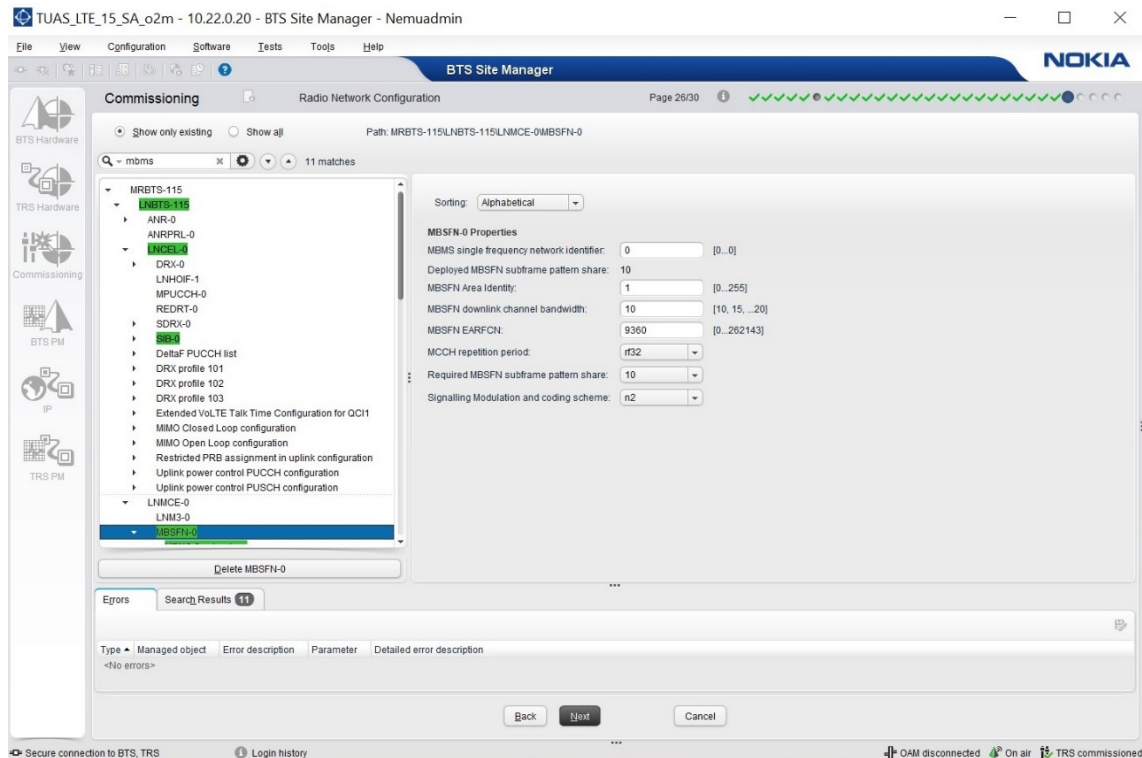 TUAS_LTE_15_SA_o2m - 10.22.0.20 - BTS Site Manager - Nemuadmin
File View Configuration Software Tests Tools Help
NOKIA
BTS Site Manager
Commissioning Radio Network Configuration Page 26/30
Show only existing Show all Path: MRBTS-115\LNBTS-115\LNMCE-0\MBSFN-0
mbms 11 matches
BTS Hardware
TRS Hardware
Commissioning
BTS PM
IP
TRS PM
MRBTS-115
LNBTS-115
ANR-0
ANRPRL-0
LNCEL-0
DRX-0
LNHOIF-1
MPUCCH-0
REDRT-0
SDRX-0
SIB-0
DeltaF PUCCH list
DRX profile 101
DRX profile 102
DRX profile 103
Extended VoLTE Talk Time Configuration for QCI1
MIMO Closed Loop configuration
MIMO Open Loop configuration
Restricted PRB assignment in uplink configuration
Uplink power control PUCCH configuration
Uplink power control PUSCH configuration
LNMCE-0
LNM3-0
MBSFN-0
Delete MBSFN-0
Sorting: Alphabetical
MBSFN-0 Properties
MBMS single frequency network identifier: 0 [0...0]
Deployed MBSFN subframe pattern share: 10
MBSFN Area Identity: 1 [0...255]
MBSFN downlink channel bandwidth: 10 [10, 15, ...20]
MBSFN EARFCN: 9360 [0...262143]
MCCH repetition period: rf32
Required MBSFN subframe pattern share: 10
Signalling Modulation and coding scheme: n2
Errors Search Results 11
Type Managed object Error description Parameter Detailed error description
<No errors>
Back Next Cancel
Secure connection to BTS, TRS Login history OAM disconnected On air TRS commissioned